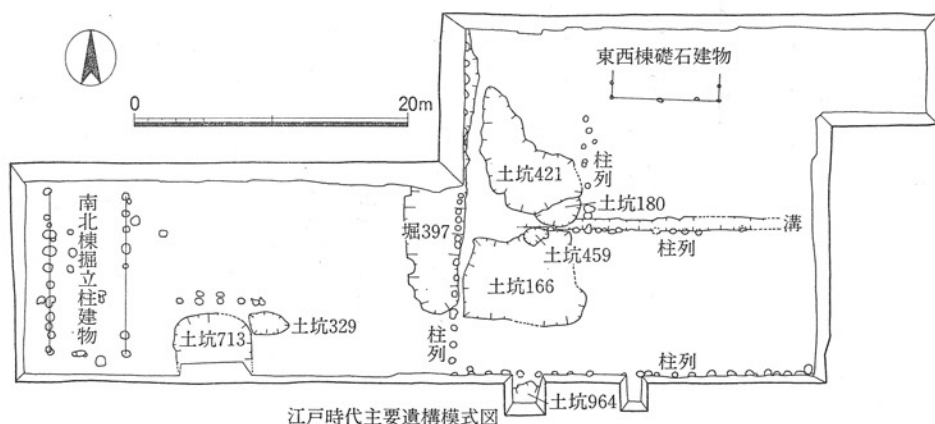 0
20m
東西棟礎石建物
土坑421
柱列
土坑180
溝
柱列
南北棟掘立柱建物
堀397
土坑459
土坑166
土坑329
土坑713
柱列
柱列
土坑964
江戸時代主要遺構模式図